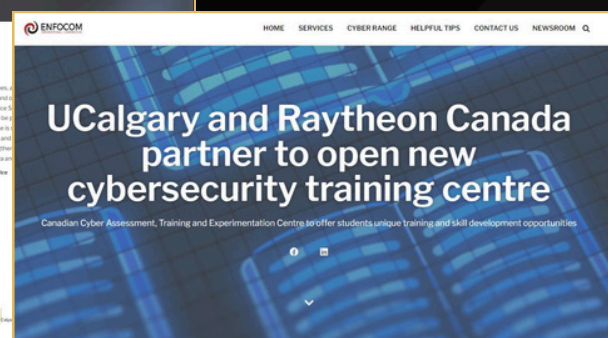 ENFOCOM
HOME SERVICES CYBER RANGE HELPFUL TIPS CONTACT US NEWSROOM
UCalgary and Raytheon Canada
partner to open new
cybersecurity training centre
Canadian Cyber Assessment, Training and Experimentation Centre to offer students unique training and skill development opportunities